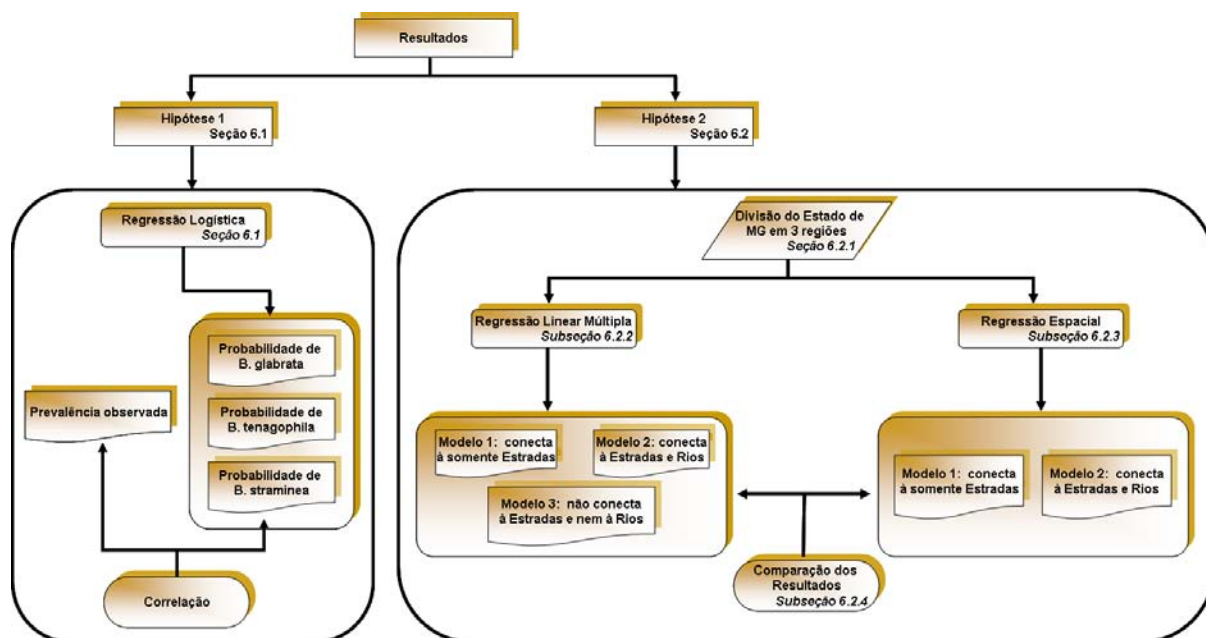 Resultados
Hipótese 1
Seção 6.1
Hipótese 2
Seção 6.2
Regressão Logística
Seção 6.1
Probabilidade de
B. glabrata
Probabilidade de
B. tenagophila
Probabilidade de
B. straminea
Prevalência observada
Correlação
Divisão do Estado de
MG em 3 regiões
Seção 6.2.1
Regressão Linear Múltipla
Subseção 6.2.2
Regressão Espacial
Subseção 6.2.3
Modelo 1: conecta
à somente Estradas
Modelo 2: conecta
à Estradas e Rios
Modelo 3: não conecta
à Estradas e nem à Rios
Modelo 1: conecta
à somente Estradas
Modelo 2: conecta
à Estradas e Rios
Comparação dos
Resultados
Subseção 6.2.4